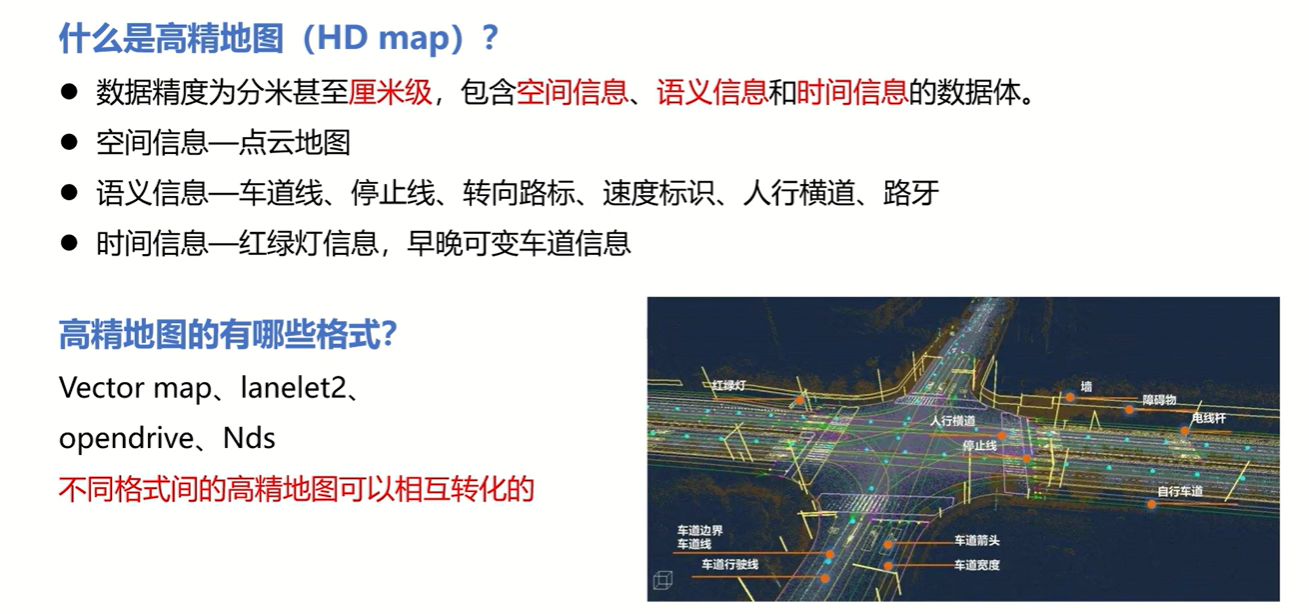 什么是高精地图（HD map）？
● 数据精度为分米甚至厘米级，包含空间信息、语义信息和时间信息的数据体。
● 空间信息—点云地图
● 语义信息—车道线、停止线、转向路标、速度标识、人行横道、路牙
● 时间信息—红绿灯信息，早晚可变车道信息
高精地图的有哪些格式？
Vector map、lanelet2、
opendrive、Nds
不同格式间的高精地图可以相互转化的
红绿灯
墙
障碍物
电线杆
人行横道
停止线
自行车道
车道边界
车道线
车道行驶线
车道箭头
车道宽度